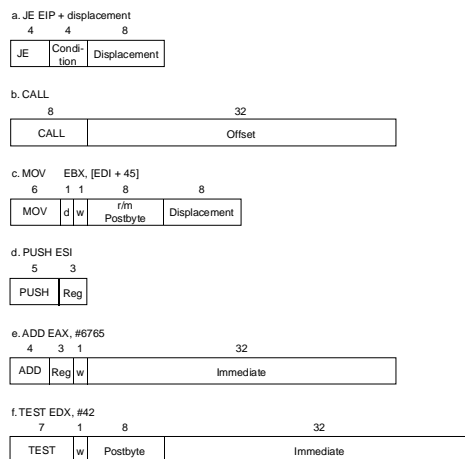 a. JE EIP + displacement
4 4 8
JE Condi-tion Displacement
b. CALL
8 32
CALL Offset
c. MOV EBX, [EDI + 45]
6 1 1 8 8
MOV d w r/m Postbyte Displacement
d. PUSH ESI
5 3
PUSH Reg
e. ADD EAX, #6765
4 3 1 32
ADD Reg w Immediate
f. TEST EDX, #42
7 1 8 32
TEST w Postbyte Immediate